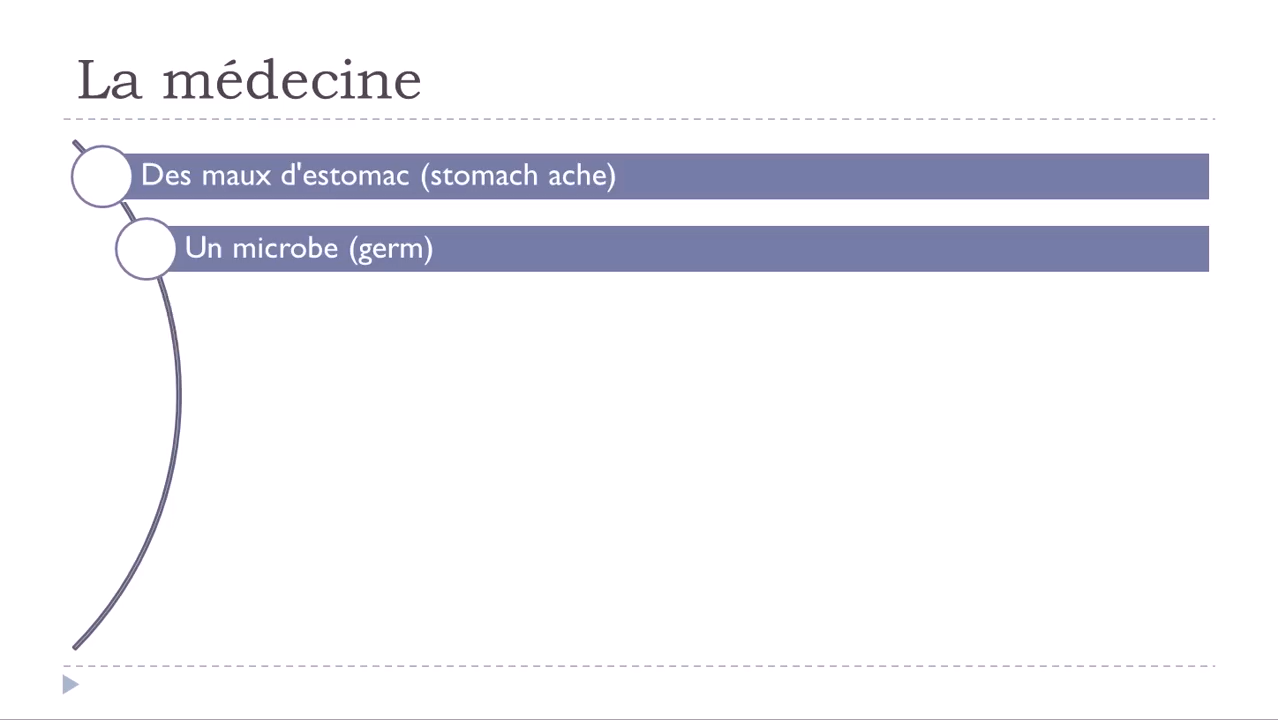 La médecine
Des maux d'estomac (stomach ache)
Un microbe (germ)